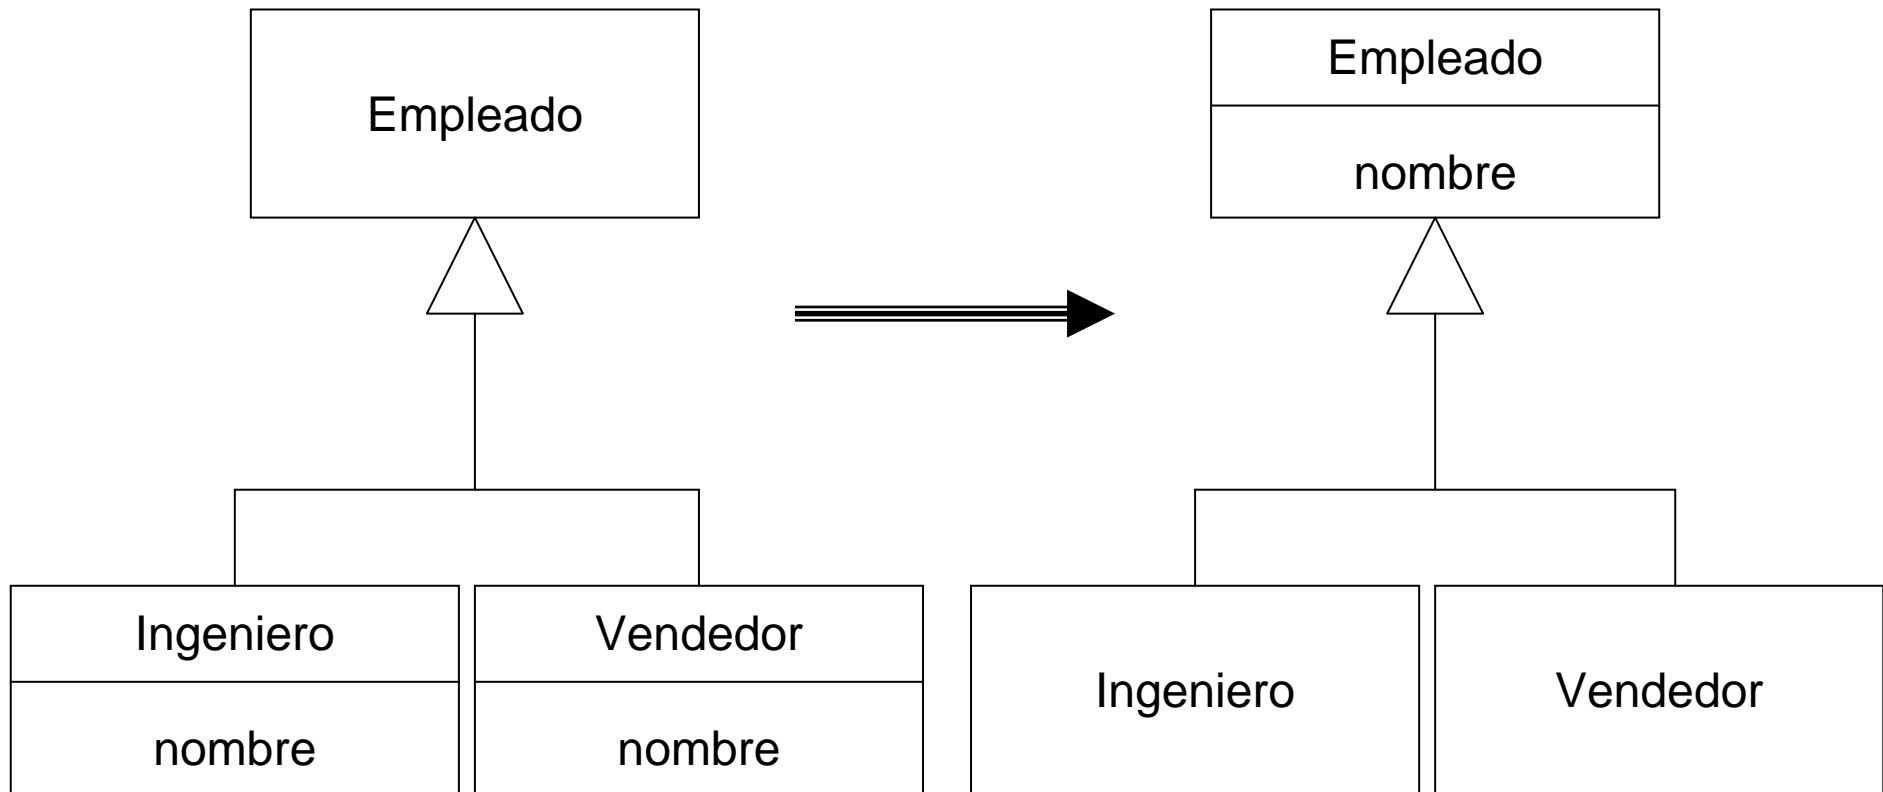 Empleado
Ingeniero
nombre
Vendedor
nombre
Empleado
nombre
Ingeniero
Vendedor